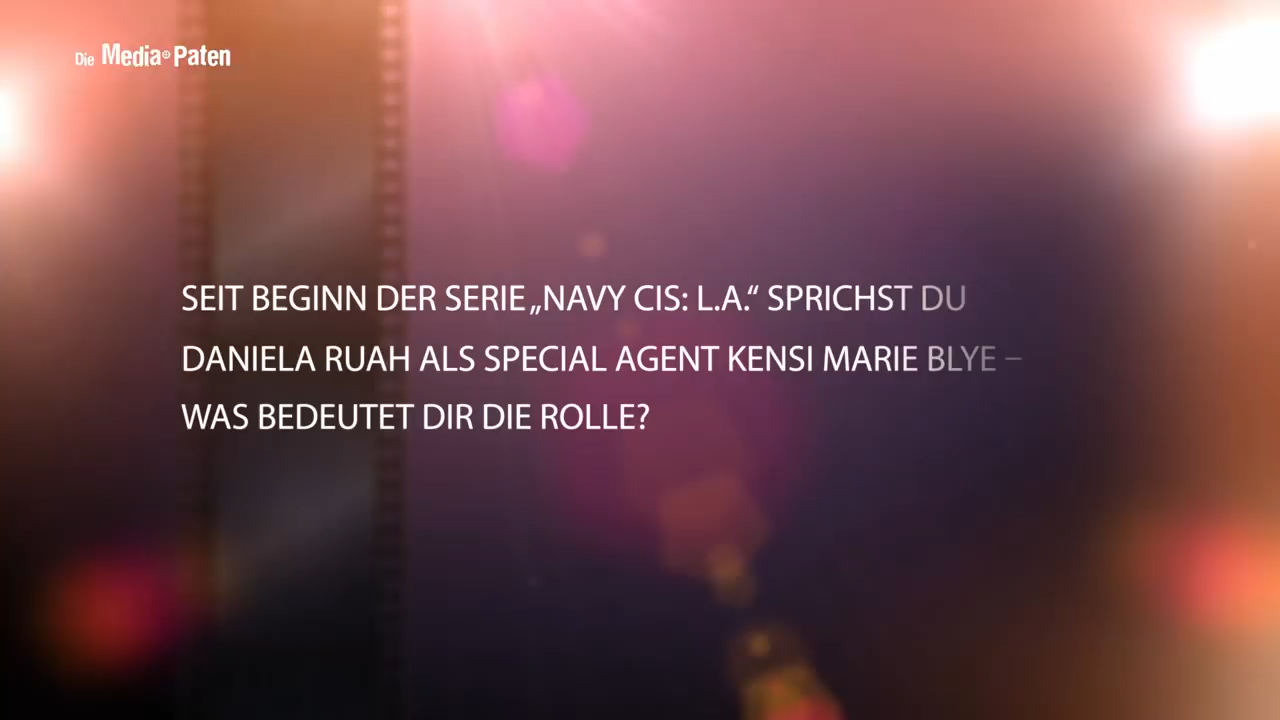 Die Media Paten
SEIT BEGINN DER SERIE „NAVY CIS: L.A.“ SPRICHST DU
DANIELA RUAH ALS SPECIAL AGENT KENSI MARIE BLYE –
WAS BEDEUTET DIR DIE ROLLE?